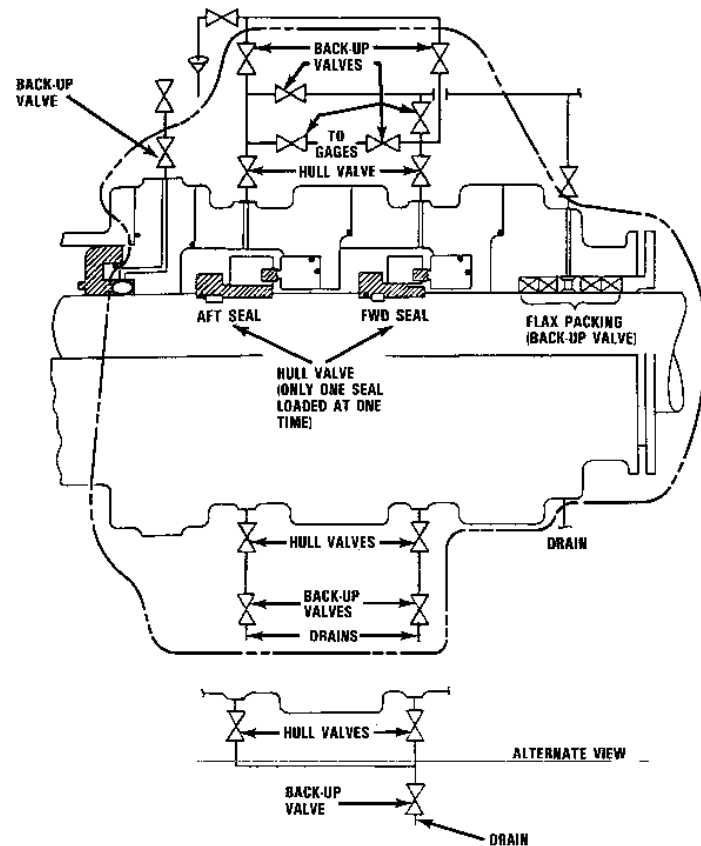 BACK-UP
VALVES
BACK-UP
VALVE
TO
GAGES
HULL VALVE
AFT SEAL
FWD SEAL
FLAX PACKING
(BACK-UP VALVE)
HULL VALVE
(ONLY ONE SEAL
LOADED AT ONE
TIME)
HULL VALVES
DRAIN
BACK-UP
VALVES
DRAINS
HULL VALVES
ALTERNATE VIEW
BACK-UP
VALVE
DRAIN